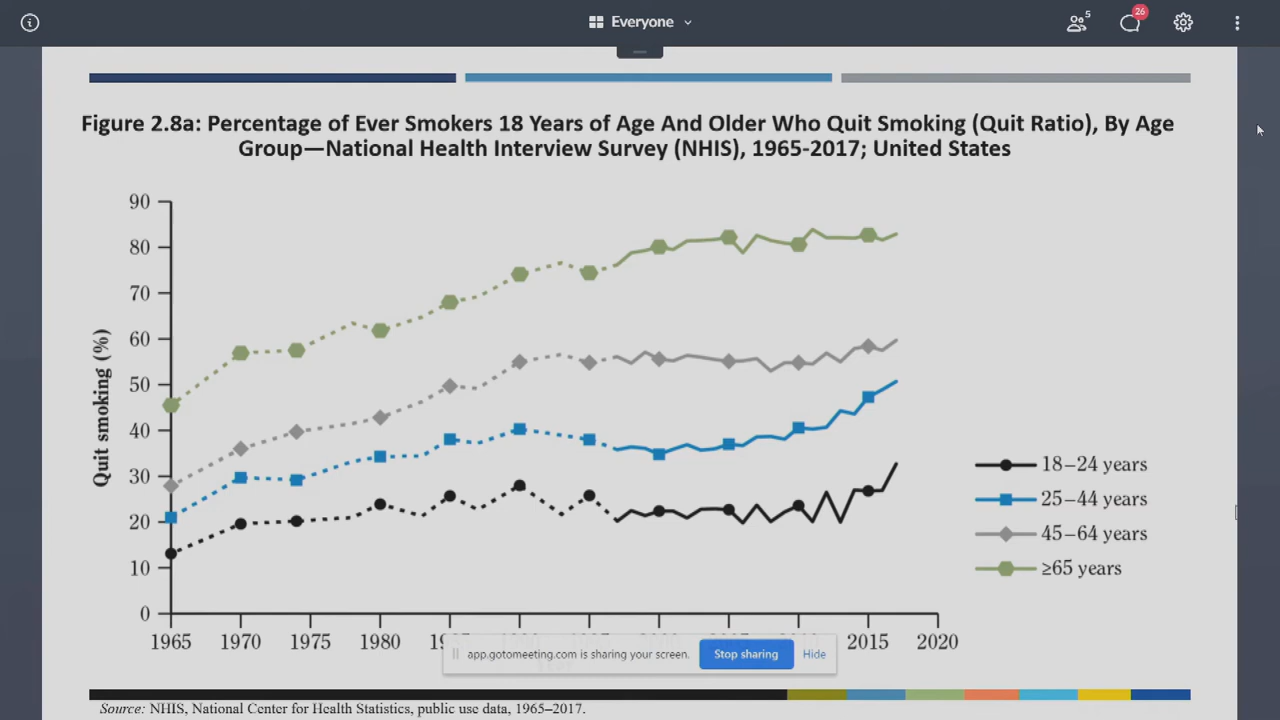 Everyone
5
26
Figure 2.8a: Percentage of Ever Smokers 18 Years of Age And Older Who Quit Smoking (Quit Ratio), By Age
Group—National Health Interview Survey (NHIS), 1965-2017; United States
Quit smoking (%)
90
80
70
60
50
40
30
20
10
0
1965 1970 1975 1980 2015 2020
18–24 years
25–44 years
45–64 years
≥65 years
app.gotomeeting.com is sharing your screen. Stop sharing Hide
Source: NHIS, National Center for Health Statistics, public use data, 1965–2017.